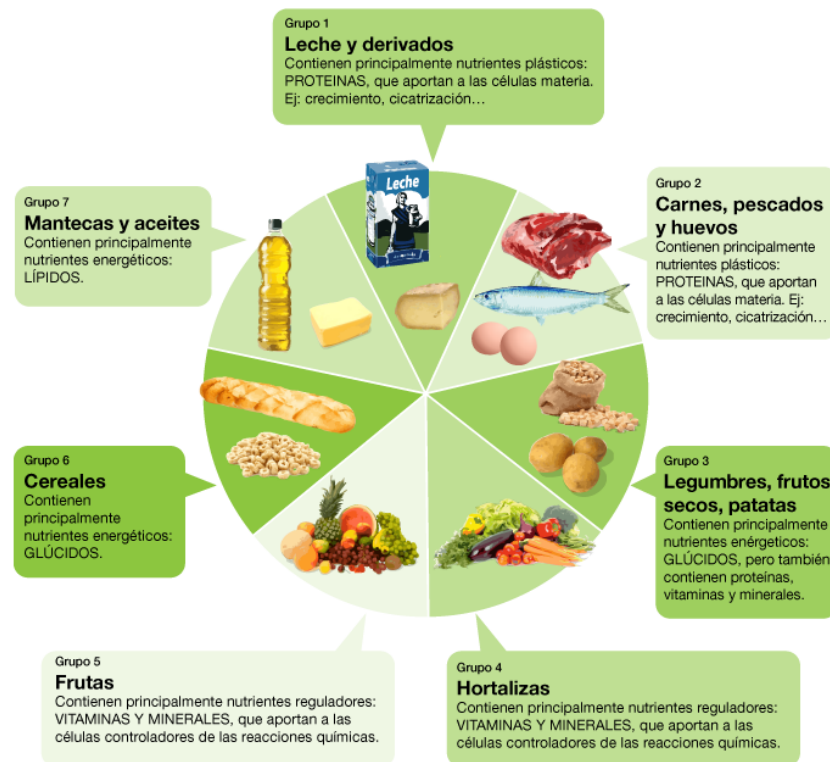 Grupo 1
Leche y derivados
Contienen principalmente nutrientes plásticos:
PROTEINAS, que aportan a las células materia.
Ej: crecimiento, cicatrización…
Leche
Grupo 2
Carnes, pescados
y huevos
Contienen principalmente
nutrientes plásticos:
PROTEINAS, que aportan
a las células materia. Ej:
crecimiento, cicatrización…
Grupo 3
Legumbres, frutos
secos, patatas
Contienen principalmente
nutrientes enérgeticos:
GLÚCIDOS, pero también
contienen proteínas,
vitaminas y minerales.
Grupo 4
Hortalizas
Contienen principalmente nutrientes reguladores:
VITAMINAS Y MINERALES, que aportan a las
células controladores de las reacciones químicas.
Grupo 5
Frutas
Contienen principalmente nutrientes reguladores:
VITAMINAS Y MINERALES, que aportan a las
células controladores de las reacciones químicas.
Grupo 6
Cereales
Contienen
principalmente
nutrientes energéticos:
GLÚCIDOS.
Grupo 7
Mantecas y aceites
Contienen principalmente
nutrientes energéticos:
LÍPIDOS.